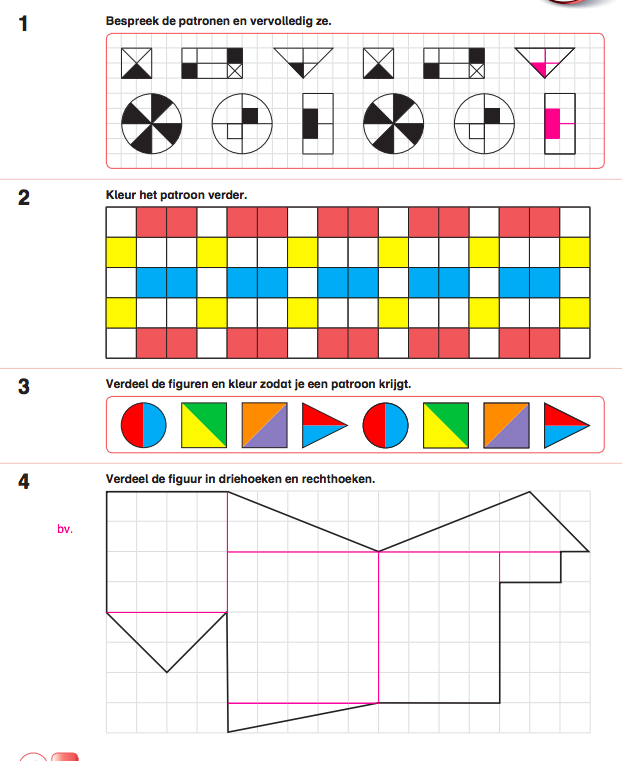 1
Bespreek de patronen en vervolledig ze.
2
Kleur het patroon verder.
3
Verdeel de figuren en kleur zodat je een patroon krijgt.
4
Verdeel de figuur in driehoeken en rechthoeken.
bv.